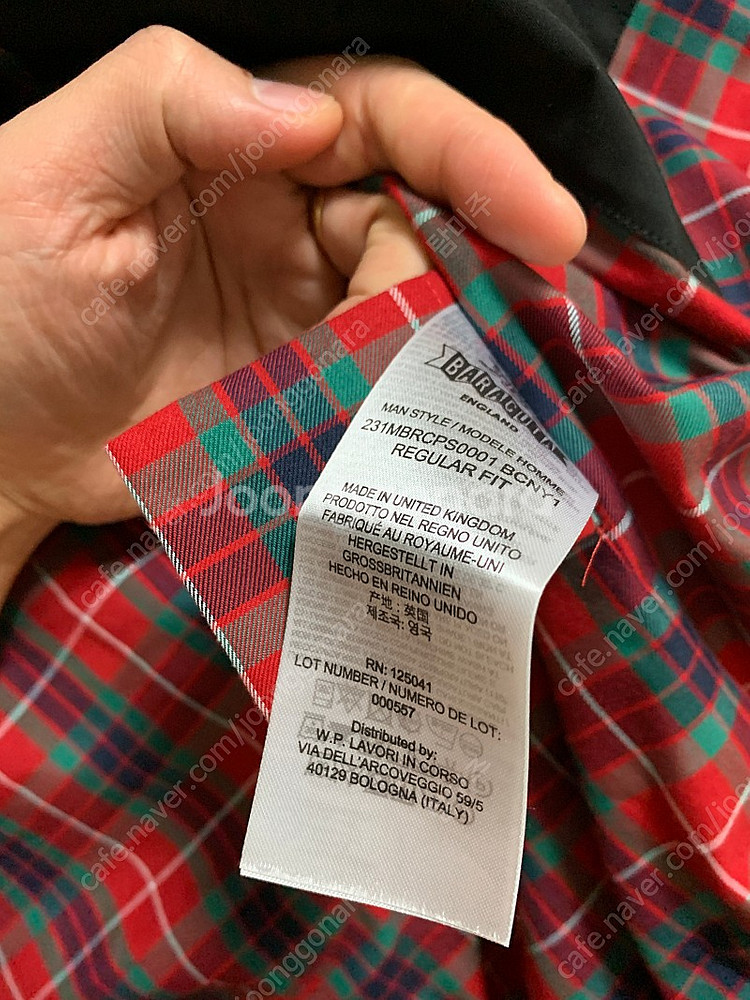 BARACUTA
ENGLAND
MAN STYLE / MODELE HOMME
231MBRCPS0001 BCNY1
REGULAR FIT
MADE IN UNITED KINGDOM
PRODOTTO NEL REGNO UNITO
FABRIQUÉ AU ROYAUME-UNI
HERGESTELLT IN
GROSSBRITANNIEN
HECHO EN REINO UNIDO
产地 : 英国
제조국: 영국
RN: 125041
LOT NUMBER / NUMERO DE LOT:
000557
Distributed by:
W.P. LAVORI IN CORSO
VIA DELL'ARCOVEGGIO 59/5
40129 BOLOGNA (ITALY)
cafe.naver.com/joonggonara